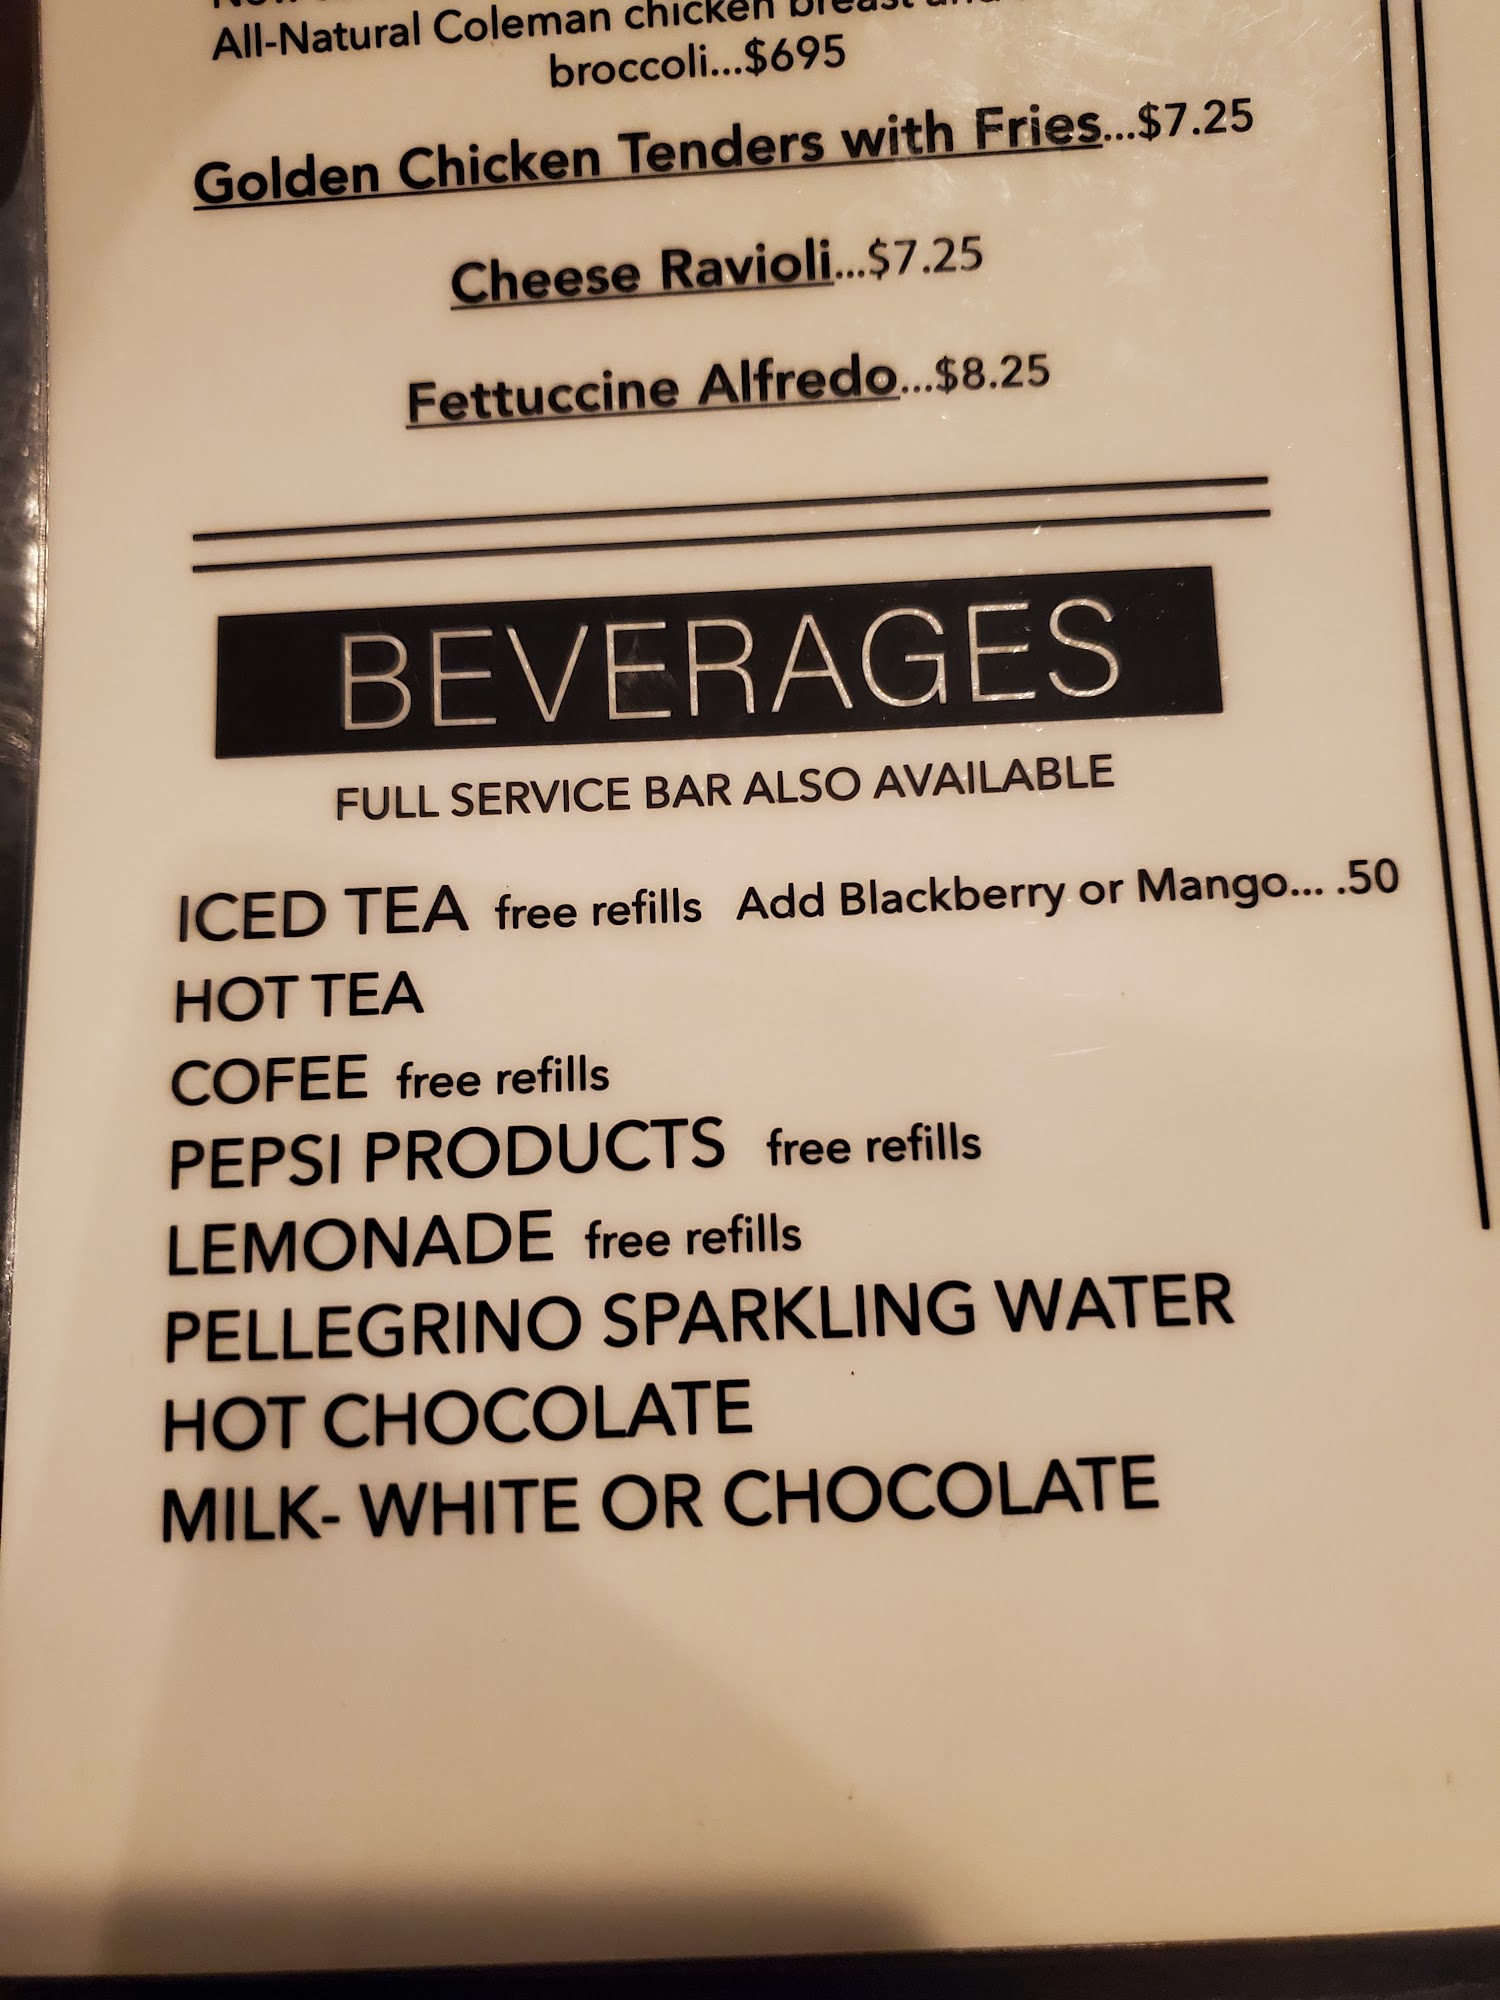 All-Natural Coleman chicken breast and
broccoli...$695
Golden Chicken Tenders with Fries...$7.25
Cheese Ravioli...$7.25
Fettuccine Alfredo...$8.25
BEVERAGES
FULL SERVICE BAR ALSO AVAILABLE
ICED TEA free refills Add Blackberry or Mango... .50
HOT TEA
COFEE free refills
PEPSI PRODUCTS free refills
LEMONADE free refills
PELLEGRINO SPARKLING WATER
HOT CHOCOLATE
MILK- WHITE OR CHOCOLATE